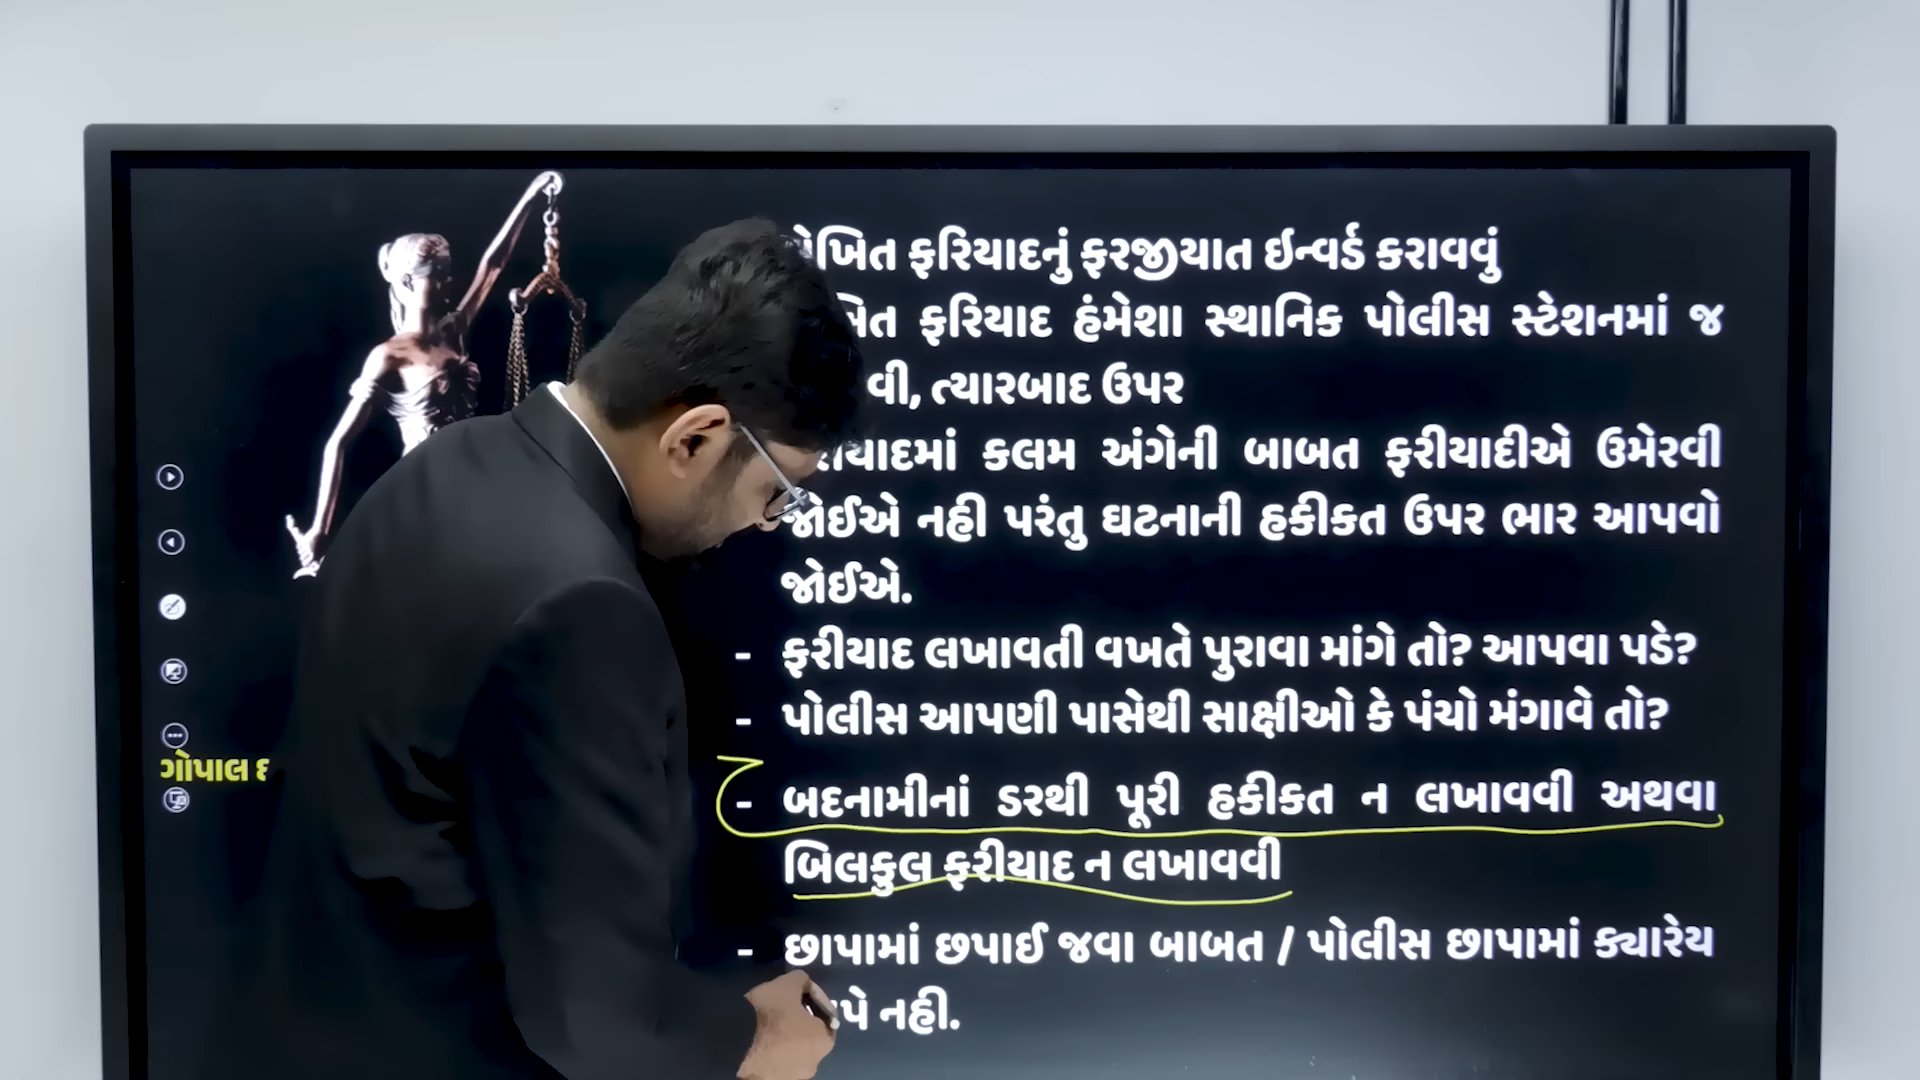 ફરિયાદનું ફરજીયાત ઇન્વર્ડ કરાવવું
ફરિયાદ હંમેશા સ્થાનિક પોલીસ સ્ટેશનમાં જ
ત્યારબાદ ઉપર
કલમ અંગેની બાબત ફરીયાદીએ ઉમેરવી
જોઈએ નહી પરંતુ ઘટનાની હકીકત ઉપર ભાર આપવો
જોઈએ.
- ફરીયાદ લખાવતી વખતે પુરાવા માંગે તો? આપવા પડે?
- પોલીસ આપણી પાસેથી સાક્ષીઓ કે પંચો મંગાવે તો?
- બદનામીનાં ડરથી પૂરી હકીકત ન લખાવવી અથવા
બિલકુલ ફરીયાદ ન લખાવવી
- છાપામાં છપાઈ જવા બાબત / પોલીસ છાપામાં ક્યારેય
નહી.
ગોપાલ